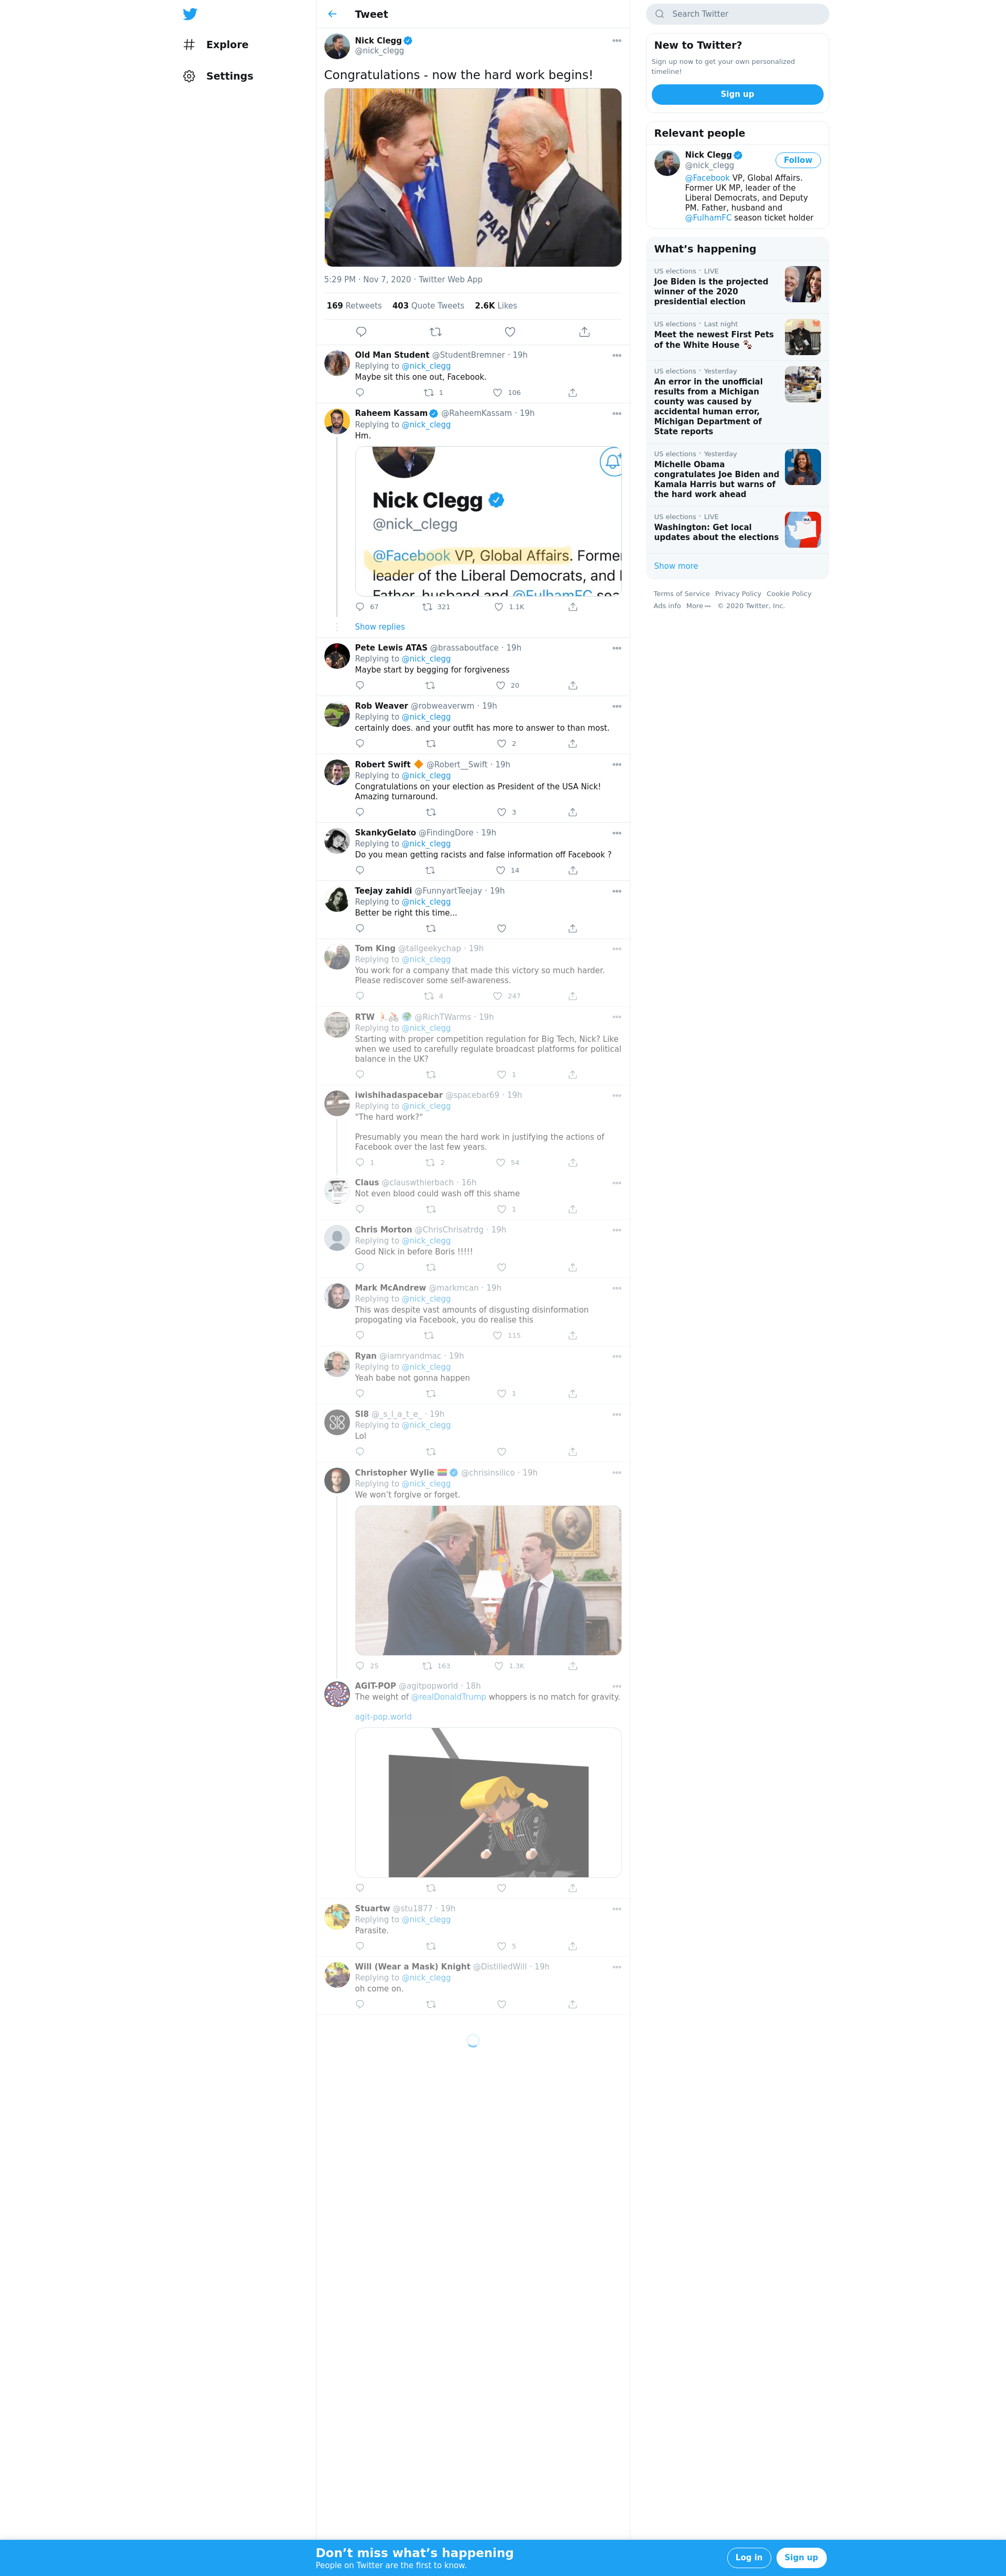 Explore
Settings
Tweet
Nick Clegg
@nick_clegg
Congratulations - now the hard work begins!
5:29 PM · Nov 7, 2020 · Twitter Web App
169 Retweets 403 Quote Tweets 2.6K Likes
Old Man Student @StudentBremner · 19h
Replying to @nick_clegg
Maybe sit this one out, Facebook.
1 106
Raheem Kassam @RaheemKassam · 19h
Replying to @nick_clegg
Hm.
Nick Clegg
@nick_clegg
@Facebook VP, Global Affairs. Forme
leader of the Liberal Democrats, and
Father, husband and @FulhamFC
67 321 1.1K
Show replies
Pete Lewis ATAS @brassaboutface · 19h
Replying to @nick_clegg
Maybe start by begging for forgiveness
20
Rob Weaver @robweaverwm · 19h
Replying to @nick_clegg
certainly does. and your outfit has more to answer to than most.
2
Robert Swift 🔶 @Robert__Swift · 19h
Replying to @nick_clegg
Congratulations on your election as President of the USA Nick!
Amazing turnaround.
3
SkankyGelato @FindingDore · 19h
Replying to @nick_clegg
Do you mean getting racists and false information off Facebook ?
14
Teejay zahidi @FunnyartTeejay · 19h
Replying to @nick_clegg
Better be right this time...
Tom King @tallgeekychap · 19h
Replying to @nick_clegg
You work for a company that made this victory so much harder.
Please rediscover some self-awareness.
4 247
RTW @RichTWarms · 19h
Replying to @nick_clegg
Starting with proper competition regulation for Big Tech, Nick? Like
when we used to carefully regulate broadcast platforms for political
balance in the UK?
1
iwishihadaspacebar @spacebar69 · 19h
Replying to @nick_clegg
"The hard work?"
Presumably you mean the hard work in justifying the actions of
Facebook over the last few years.
1 2 54
Claus @clauswthierbach · 16h
Not even blood could wash off this shame
1
Chris Morton @ChrisChrisatrdg · 19h
Replying to @nick_clegg
Good Nick in before Boris !!!!!
Mark McAndrew @markmcan · 19h
Replying to @nick_clegg
This was despite vast amounts of disgusting disinformation
propogating via Facebook, you do realise this
115
Ryan @iamryandmac · 19h
Replying to @nick_clegg
Yeah babe not gonna happen
1
Sl8 @_s_l_a_t_e_ · 19h
Replying to @nick_clegg
Lol
Christopher Wylie @chrisinsilico · 19h
Replying to @nick_clegg
We won't forgive or forget.
25 163 1.3K
AGIT-POP @agitpopworld · 18h
The weight of @realDonaldTrump whoppers is no match for gravity.
agit-pop.world
Stuartw @stu1877 · 19h
Replying to @nick_clegg
Parasite.
5
Will (Wear a Mask) Knight @DistilledWill · 19h
Replying to @nick_clegg
oh come on.
Search Twitter
New to Twitter?
Sign up now to get your own personalized
timeline!
Sign up
Relevant people
Nick Clegg
@nick_clegg
Follow
@Facebook VP, Global Affairs.
Former UK MP, leader of the
Liberal Democrats, and Deputy
PM. Father, husband and
@FulhamFC season ticket holder
What's happening
US elections · LIVE
Joe Biden is the projected
winner of the 2020
presidential election
US elections · Last night
Meet the newest First Pets
of the White House 🐾
US elections · Yesterday
An error in the unofficial
results from a Michigan
county was caused by
accidental human error,
Michigan Department of
State reports
US elections · Yesterday
Michelle Obama
congratulates Joe Biden and
Kamala Harris but warns of
the hard work ahead
US elections · LIVE
Washington: Get local
updates about the elections
Show more
Terms of Service Privacy Policy Cookie Policy
Ads info More ··· © 2020 Twitter, Inc.
Don't miss what's happening
People on Twitter are the first to know.
Log in
Sign up